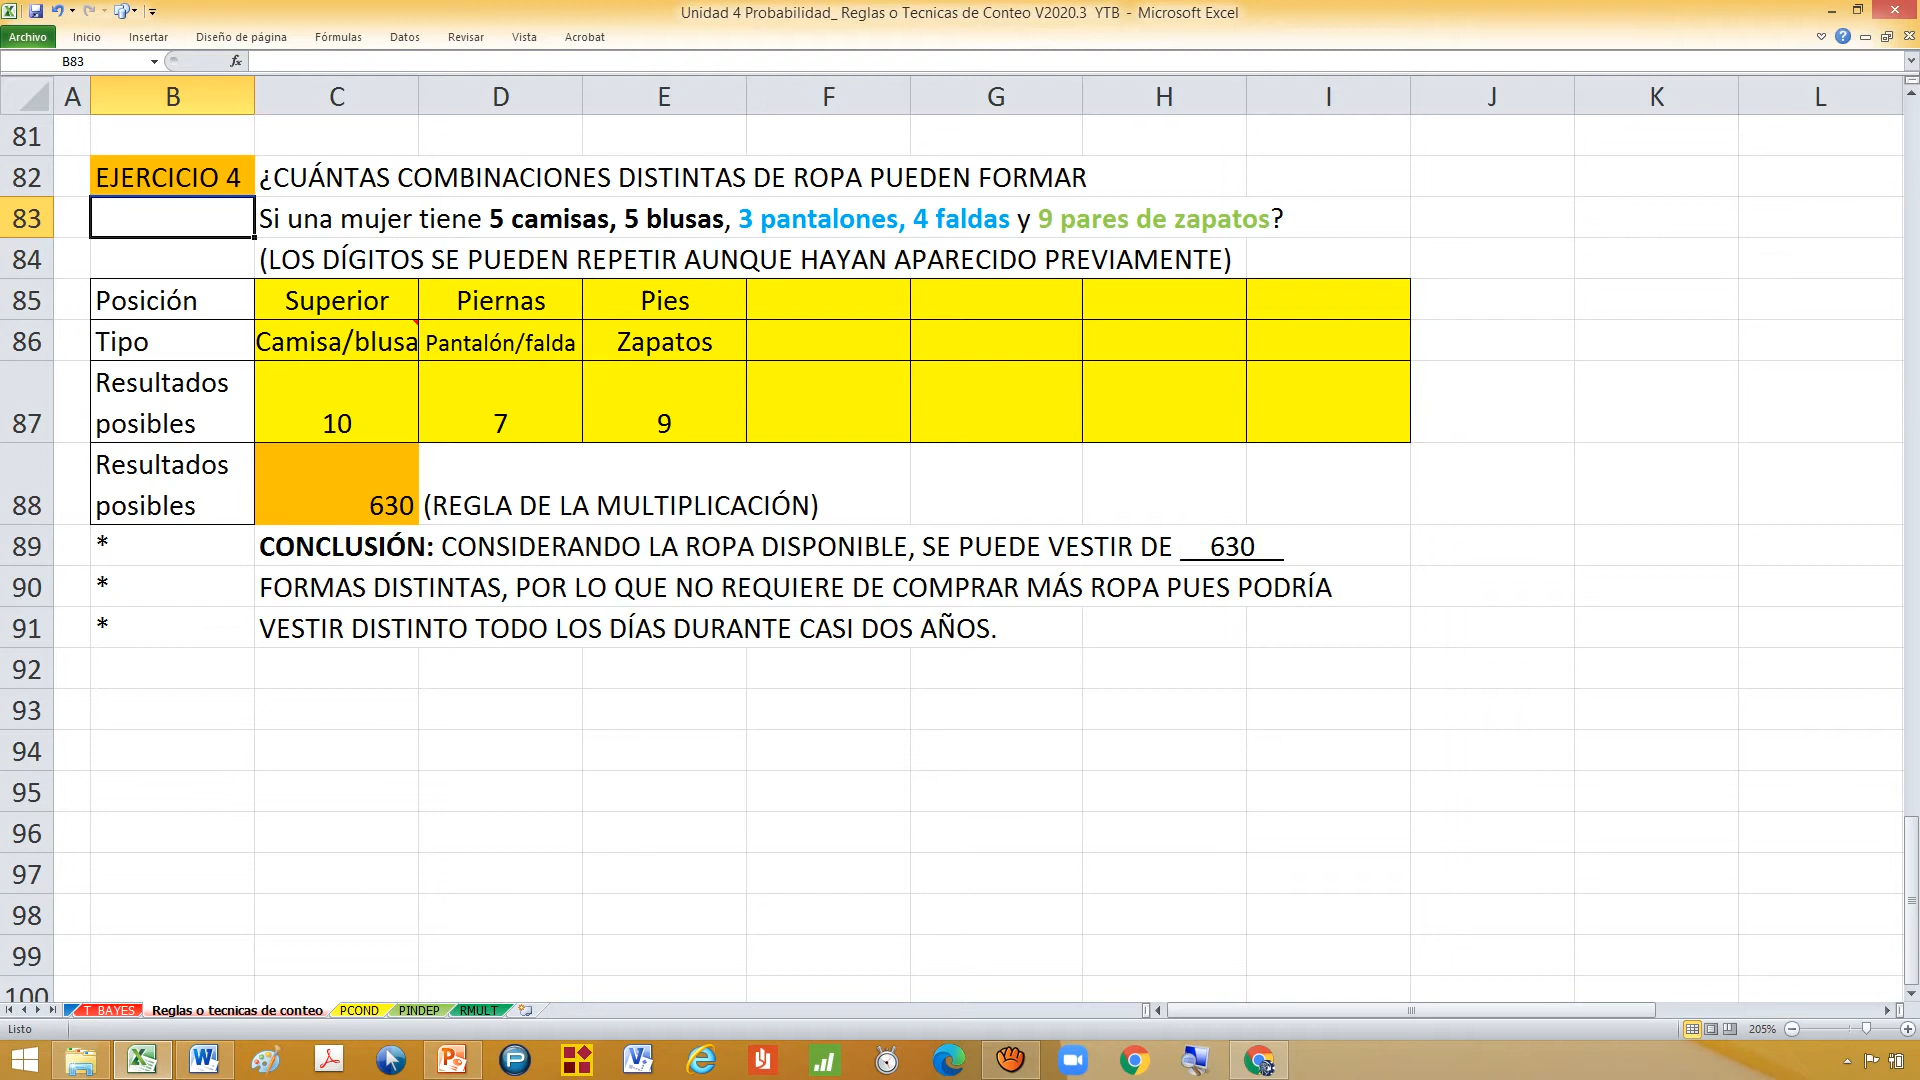 Unidad 4 Probabilidad_ Reglas o Tecnicas de Conteo V2020.3 YTB - Microsoft Excel
Archivo Inicio Insertar Diseño de página Fórmulas Datos Revisar Vista Acrobat
B83 fx
A B C D E F G H I J K L
81
82 EJERCICIO 4 ¿CUÁNTAS COMBINACIONES DISTINTAS DE ROPA PUEDEN FORMAR
83 Si una mujer tiene 5 camisas, 5 blusas, 3 pantalones, 4 faldas y 9 pares de zapatos?
84 (LOS DÍGITOS SE PUEDEN REPETIR AUNQUE HAYAN APARECIDO PREVIAMENTE)
85 Posición Superior Piernas Pies
86 Tipo Camisa/blusa Pantalón/falda Zapatos
Resultados
87 posibles 10 7 9
Resultados
88 posibles 630 (REGLA DE LA MULTIPLICACIÓN)
89 * CONCLUSIÓN: CONSIDERANDO LA ROPA DISPONIBLE, SE PUEDE VESTIR DE __630__
90 * FORMAS DISTINTAS, POR LO QUE NO REQUIERE DE COMPRAR MÁS ROPA PUES PODRÍA
91 * VESTIR DISTINTO TODO LOS DÍAS DURANTE CASI DOS AÑOS.
92
93
94
95
96
97
98
99
100
T_BAYES Reglas o tecnicas de conteo PCOND PINDEP RMULT
Listo 205%